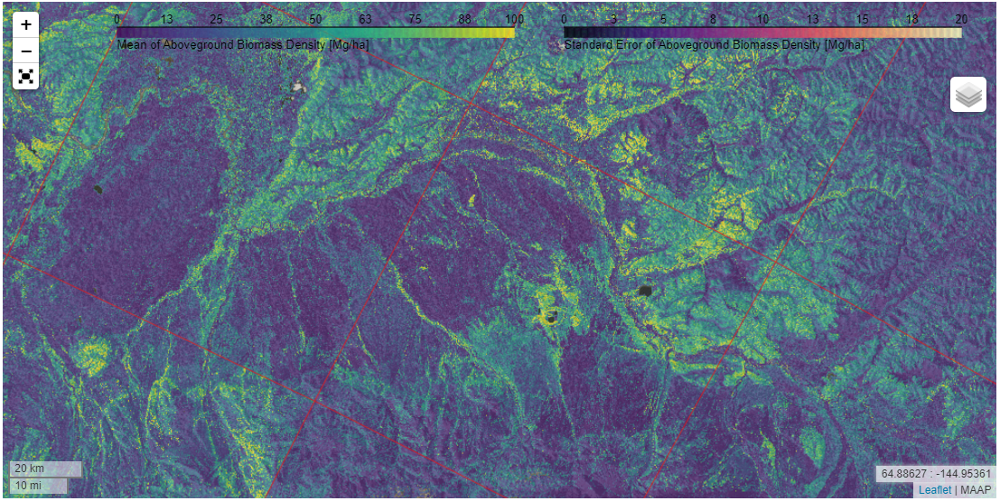 +
−
0 13 25 38 50 63 75 88 100
Mean of Aboveground Biomass Density [Mg/ha]
0 3 5 8 10 13 15 18 20
Standard Error of Aboveground Biomass Density [Mg/ha]
20 km
10 mi
64.88627 : -144.95361
Leaflet | MAAP